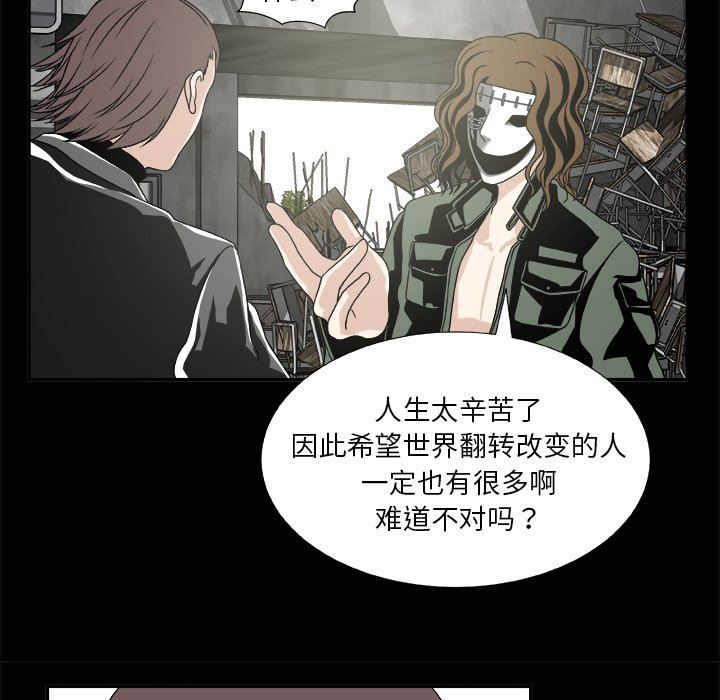 人生太辛苦了
因此希望世界翻转改变的人
一定也有很多啊
难道不对吗？